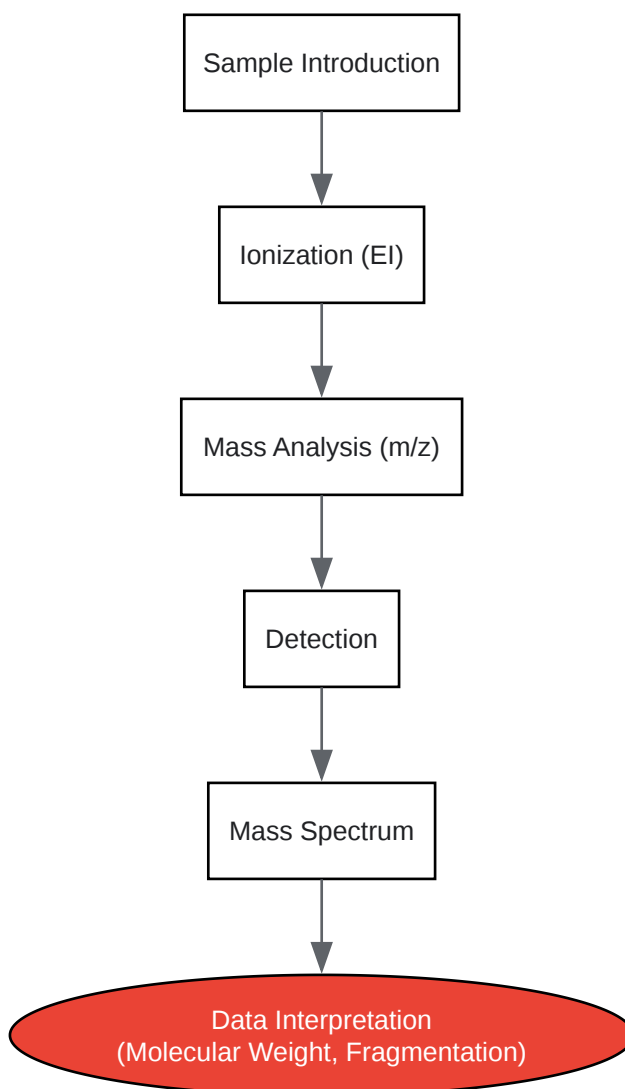 Sample Introduction
Ionization (EI)
Mass Analysis (m/z)
Detection
Mass Spectrum
Data Interpretation
(Molecular Weight, Fragmentation)